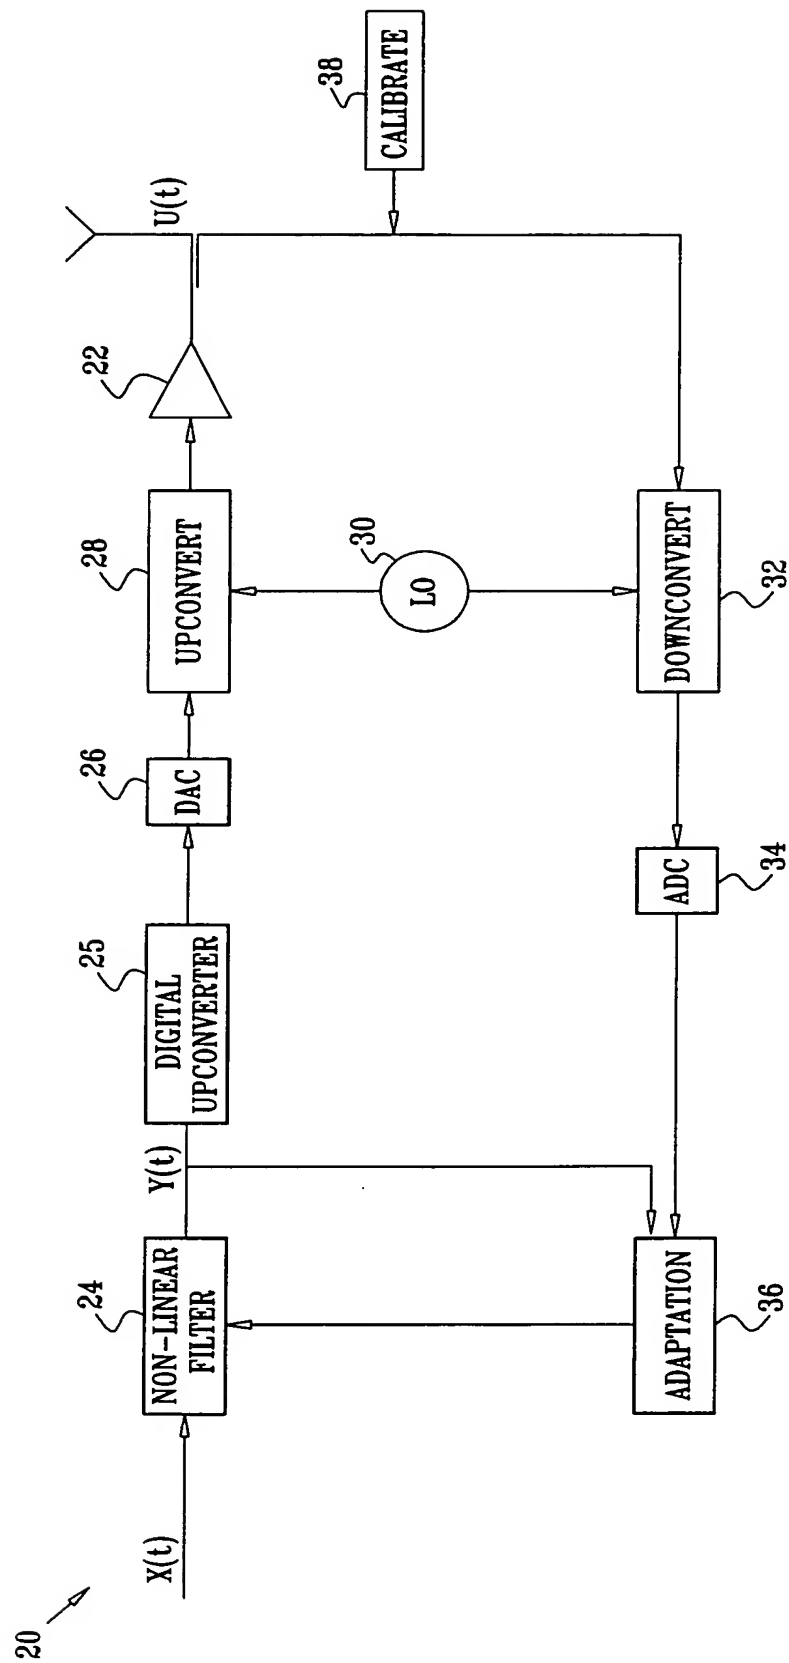 20
X(t)
24
NON-LINEAR
FILTER
Y(t)
25
DIGITAL
UPCONVERTER
26
DAC
28
UPCONVERT
22
U(t)
30
LO
38
CALIBRATE
36
ADAPTATION
34
ADC
32
DOWNCONVERT